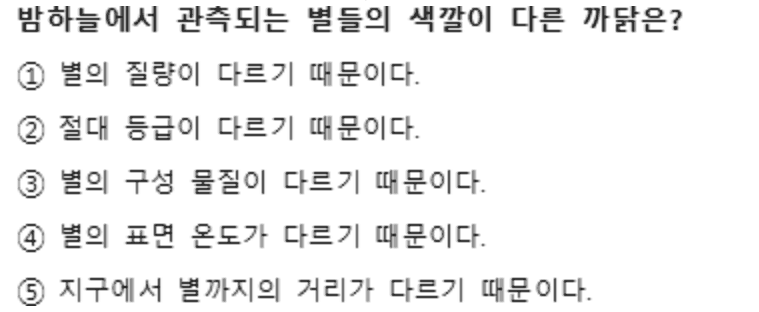 밤하늘에서 관측되는 별들의 색깔이 다른 까닭은?
① 별의 질량이 다르기 때문이다.
② 절대 등급이 다르기 때문이다.
③ 별의 구성 물질이 다르기 때문이다.
④ 별의 표면 온도가 다르기 때문이다.
⑤ 지구에서 별까지의 거리가 다르기 때문이다.